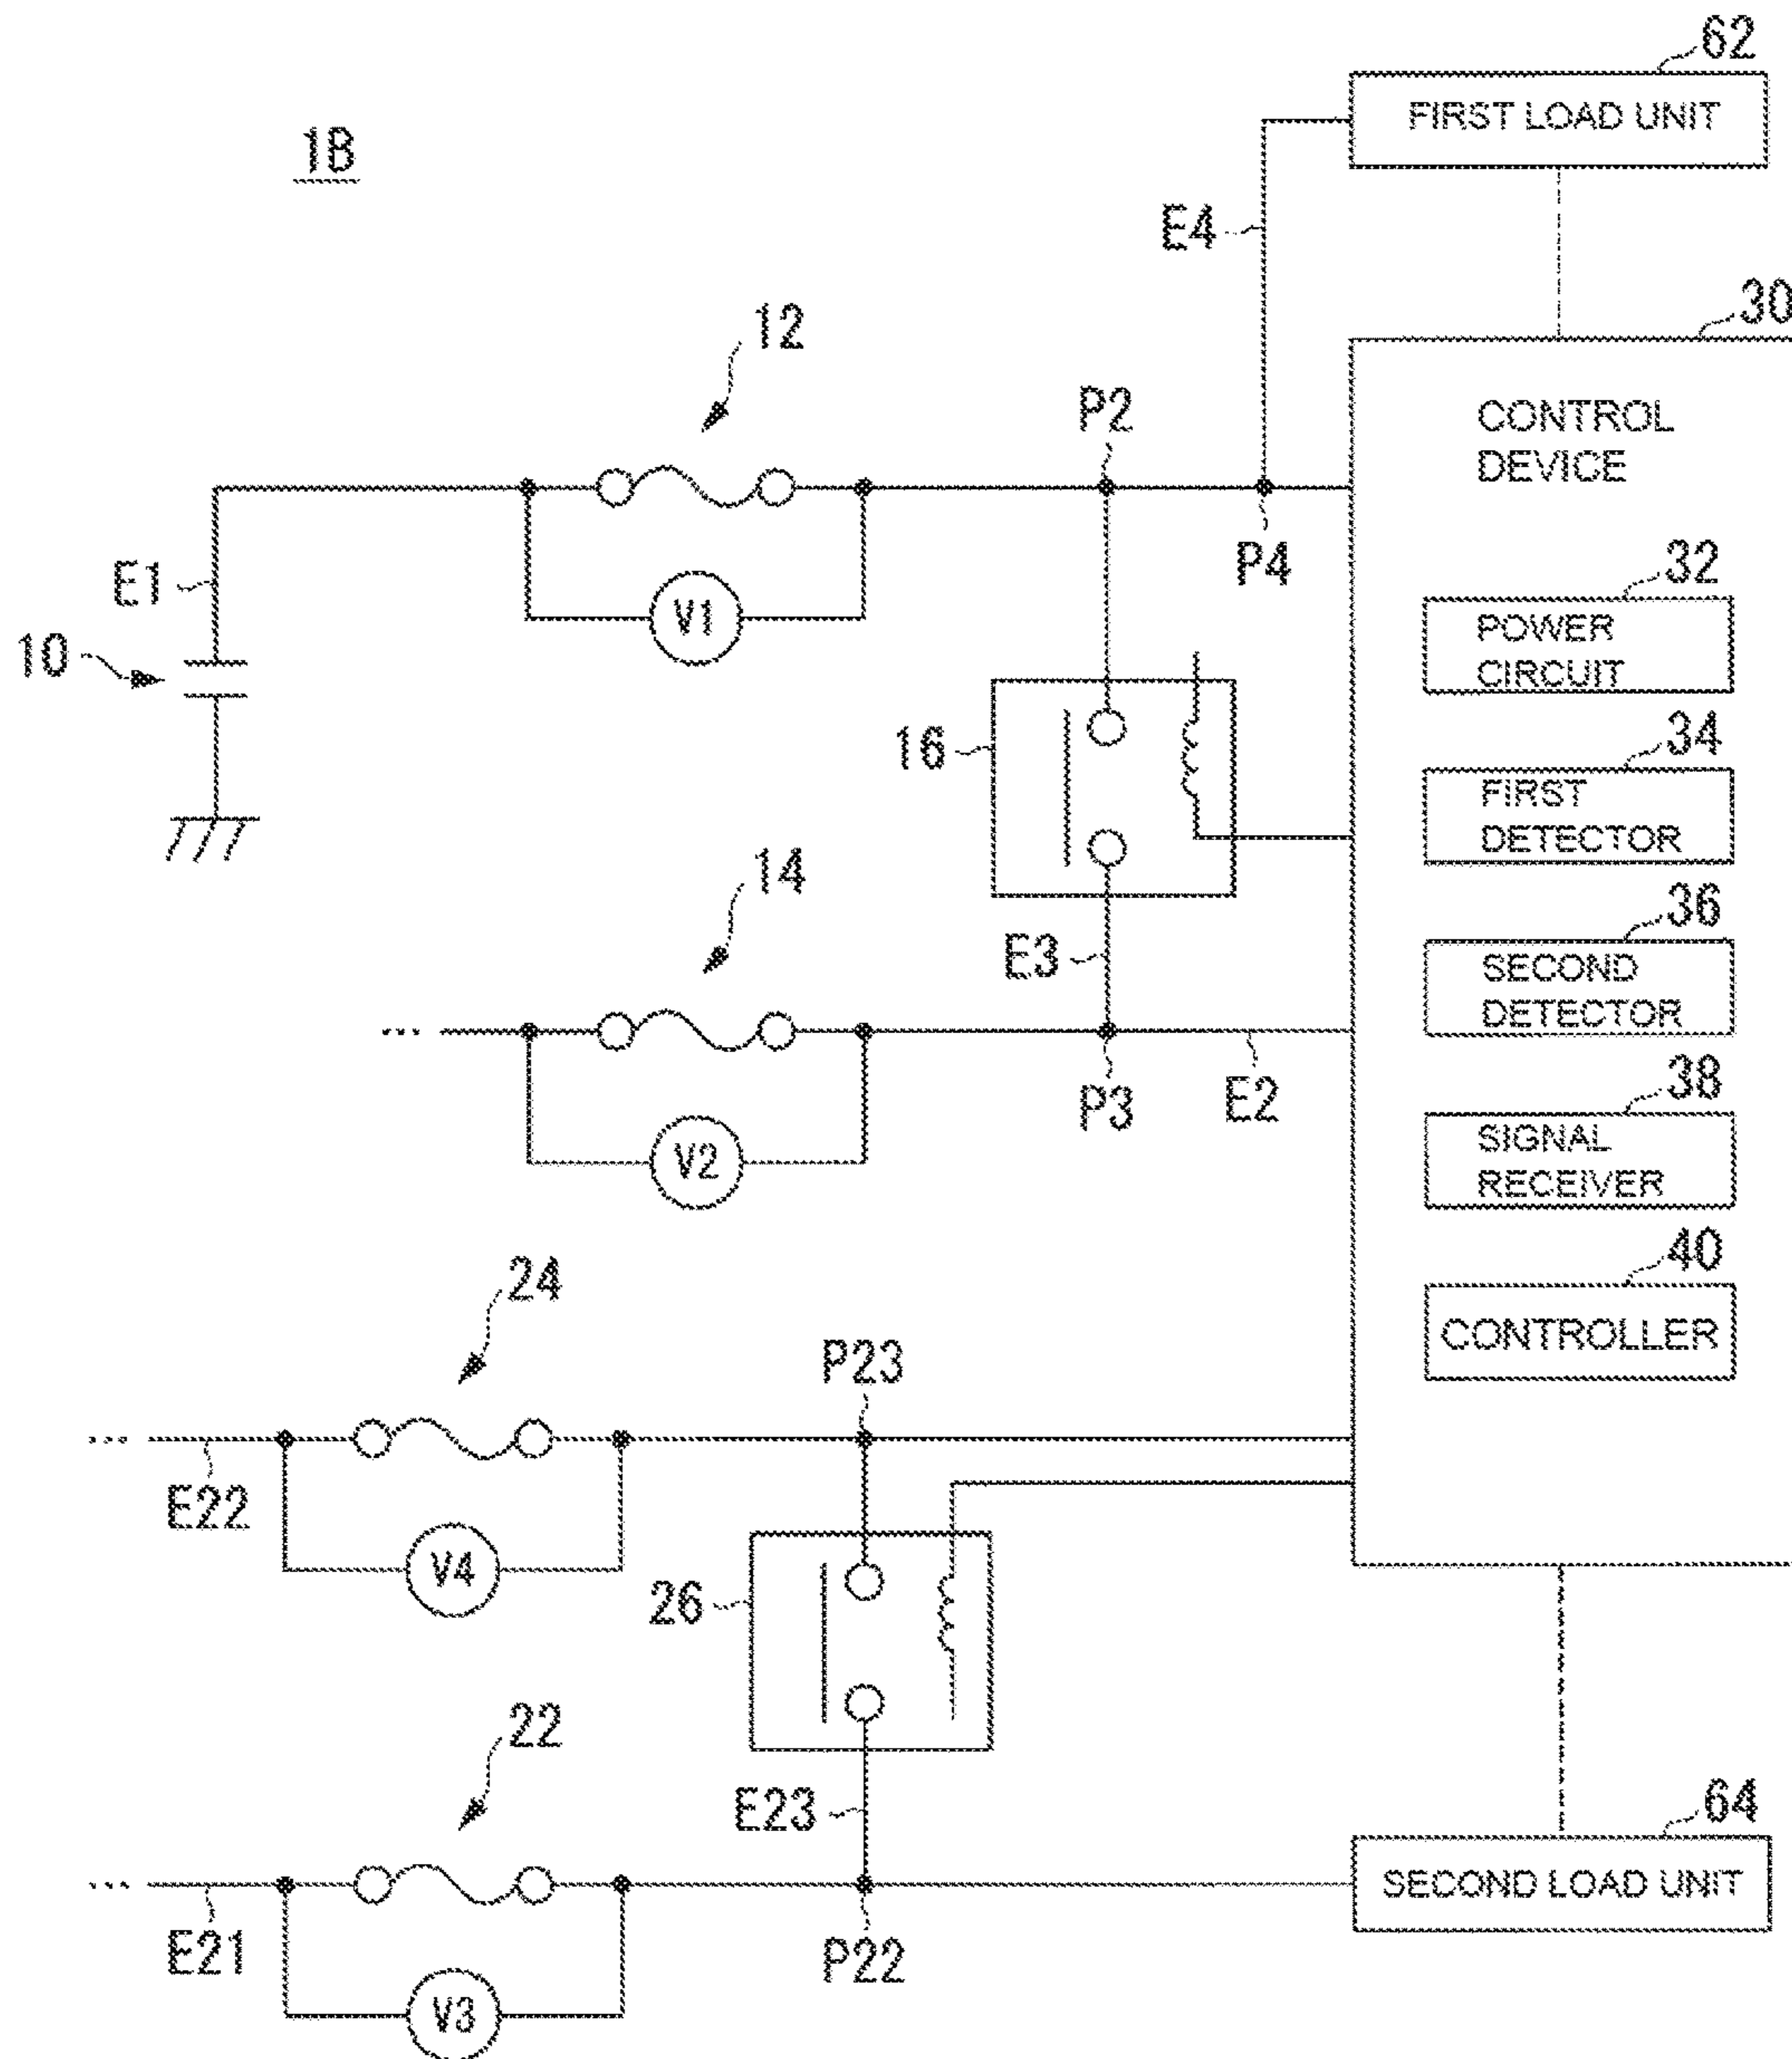 62
FIRST LOAD UNIT
1B
E4
30
12
P2
CONTROL
DEVICE
P4
E1
V1
32
POWER
CIRCUIT
10
16
34
FIRST
DETECTOR
14
36
SECOND
DETECTOR
E3
...
P3
E2
38
SIGNAL
RECEIVER
V2
24
40
CONTROLLER
P23
...
E22
V4
26
22
E23
64
SECOND LOAD UNIT
...
E21
P22
V3